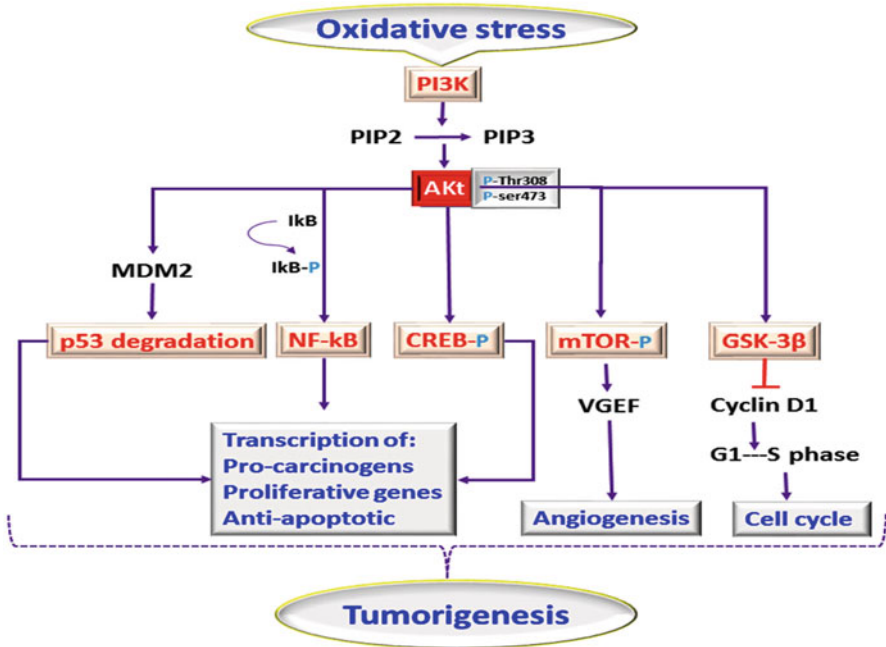 Oxidative stress
PI3K
PIP2 PIP3
AKt
P-Thr308
P-ser473
IkB
IkB-P
MDM2
p53 degradation
NF-kB
CREB-P
mTOR-P
GSK-3β
VGEF
Cyclin D1
G1---S phase
Transcription of:
Pro-carcinogens
Proliferative genes
Anti-apoptotic
Angiogenesis
Cell cycle
Tumorigenesis